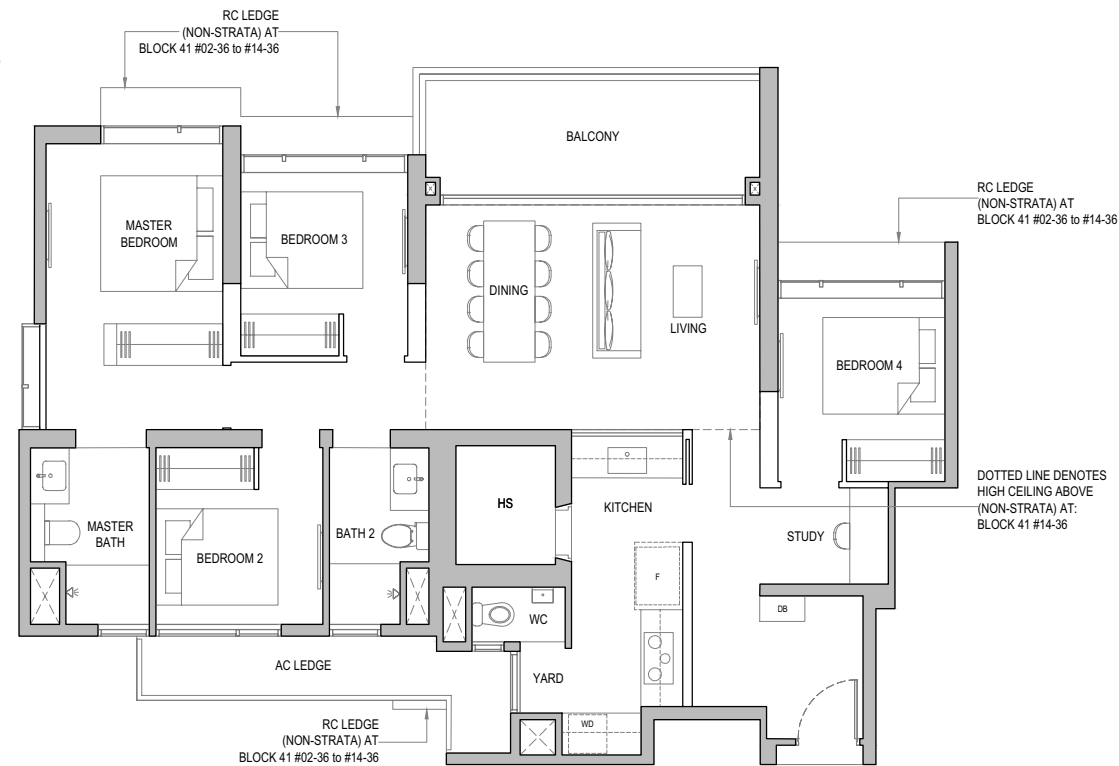 RC LEDGE
(NON-STRATA) AT
BLOCK 41 #02-36 to #14-36
BALCONY
RC LEDGE
(NON-STRATA) AT
BLOCK 41 #02-36 to #14-36
MASTER
BEDROOM
BEDROOM 3
DINING
LIVING
BEDROOM 4
DOTTED LINE DENOTES
HIGH CEILING ABOVE
(NON-STRATA) AT:
BLOCK 41 #14-36
MASTER
BATH
BEDROOM 2
BATH 2
HS
KITCHEN
STUDY
F
WC
DB
AC LEDGE
YARD
WD
RC LEDGE
(NON-STRATA) AT
BLOCK 41 #02-36 to #14-36